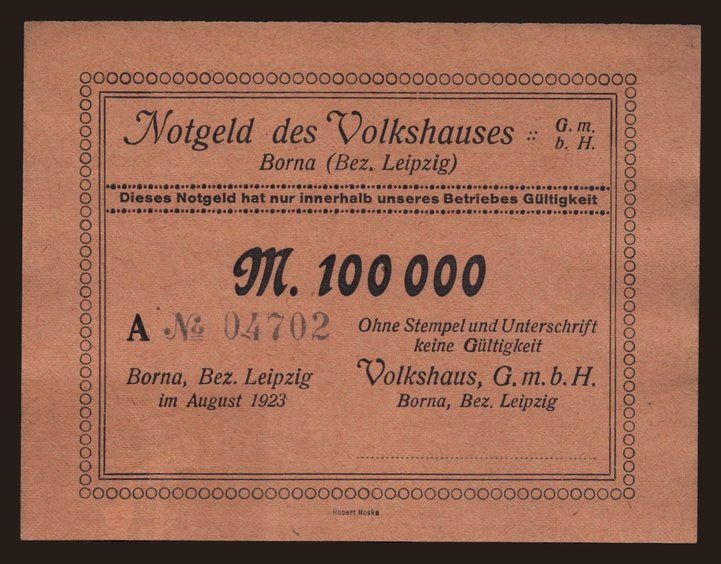 Notgeld des Volkshauses :: G. m. b. H.
Borna (Bez. Leipzig)
Dieses Notgeld hat nur innerhalb unseres Betriebes Gültigkeit
M. 100 000
A № 04702
Ohne Stempel und Unterschrift
keine Gültigkeit
Borna, Bez. Leipzig
im August 1923
Volkshaus, G. m. b. H.
Borna, Bez. Leipzig
Robert Noske